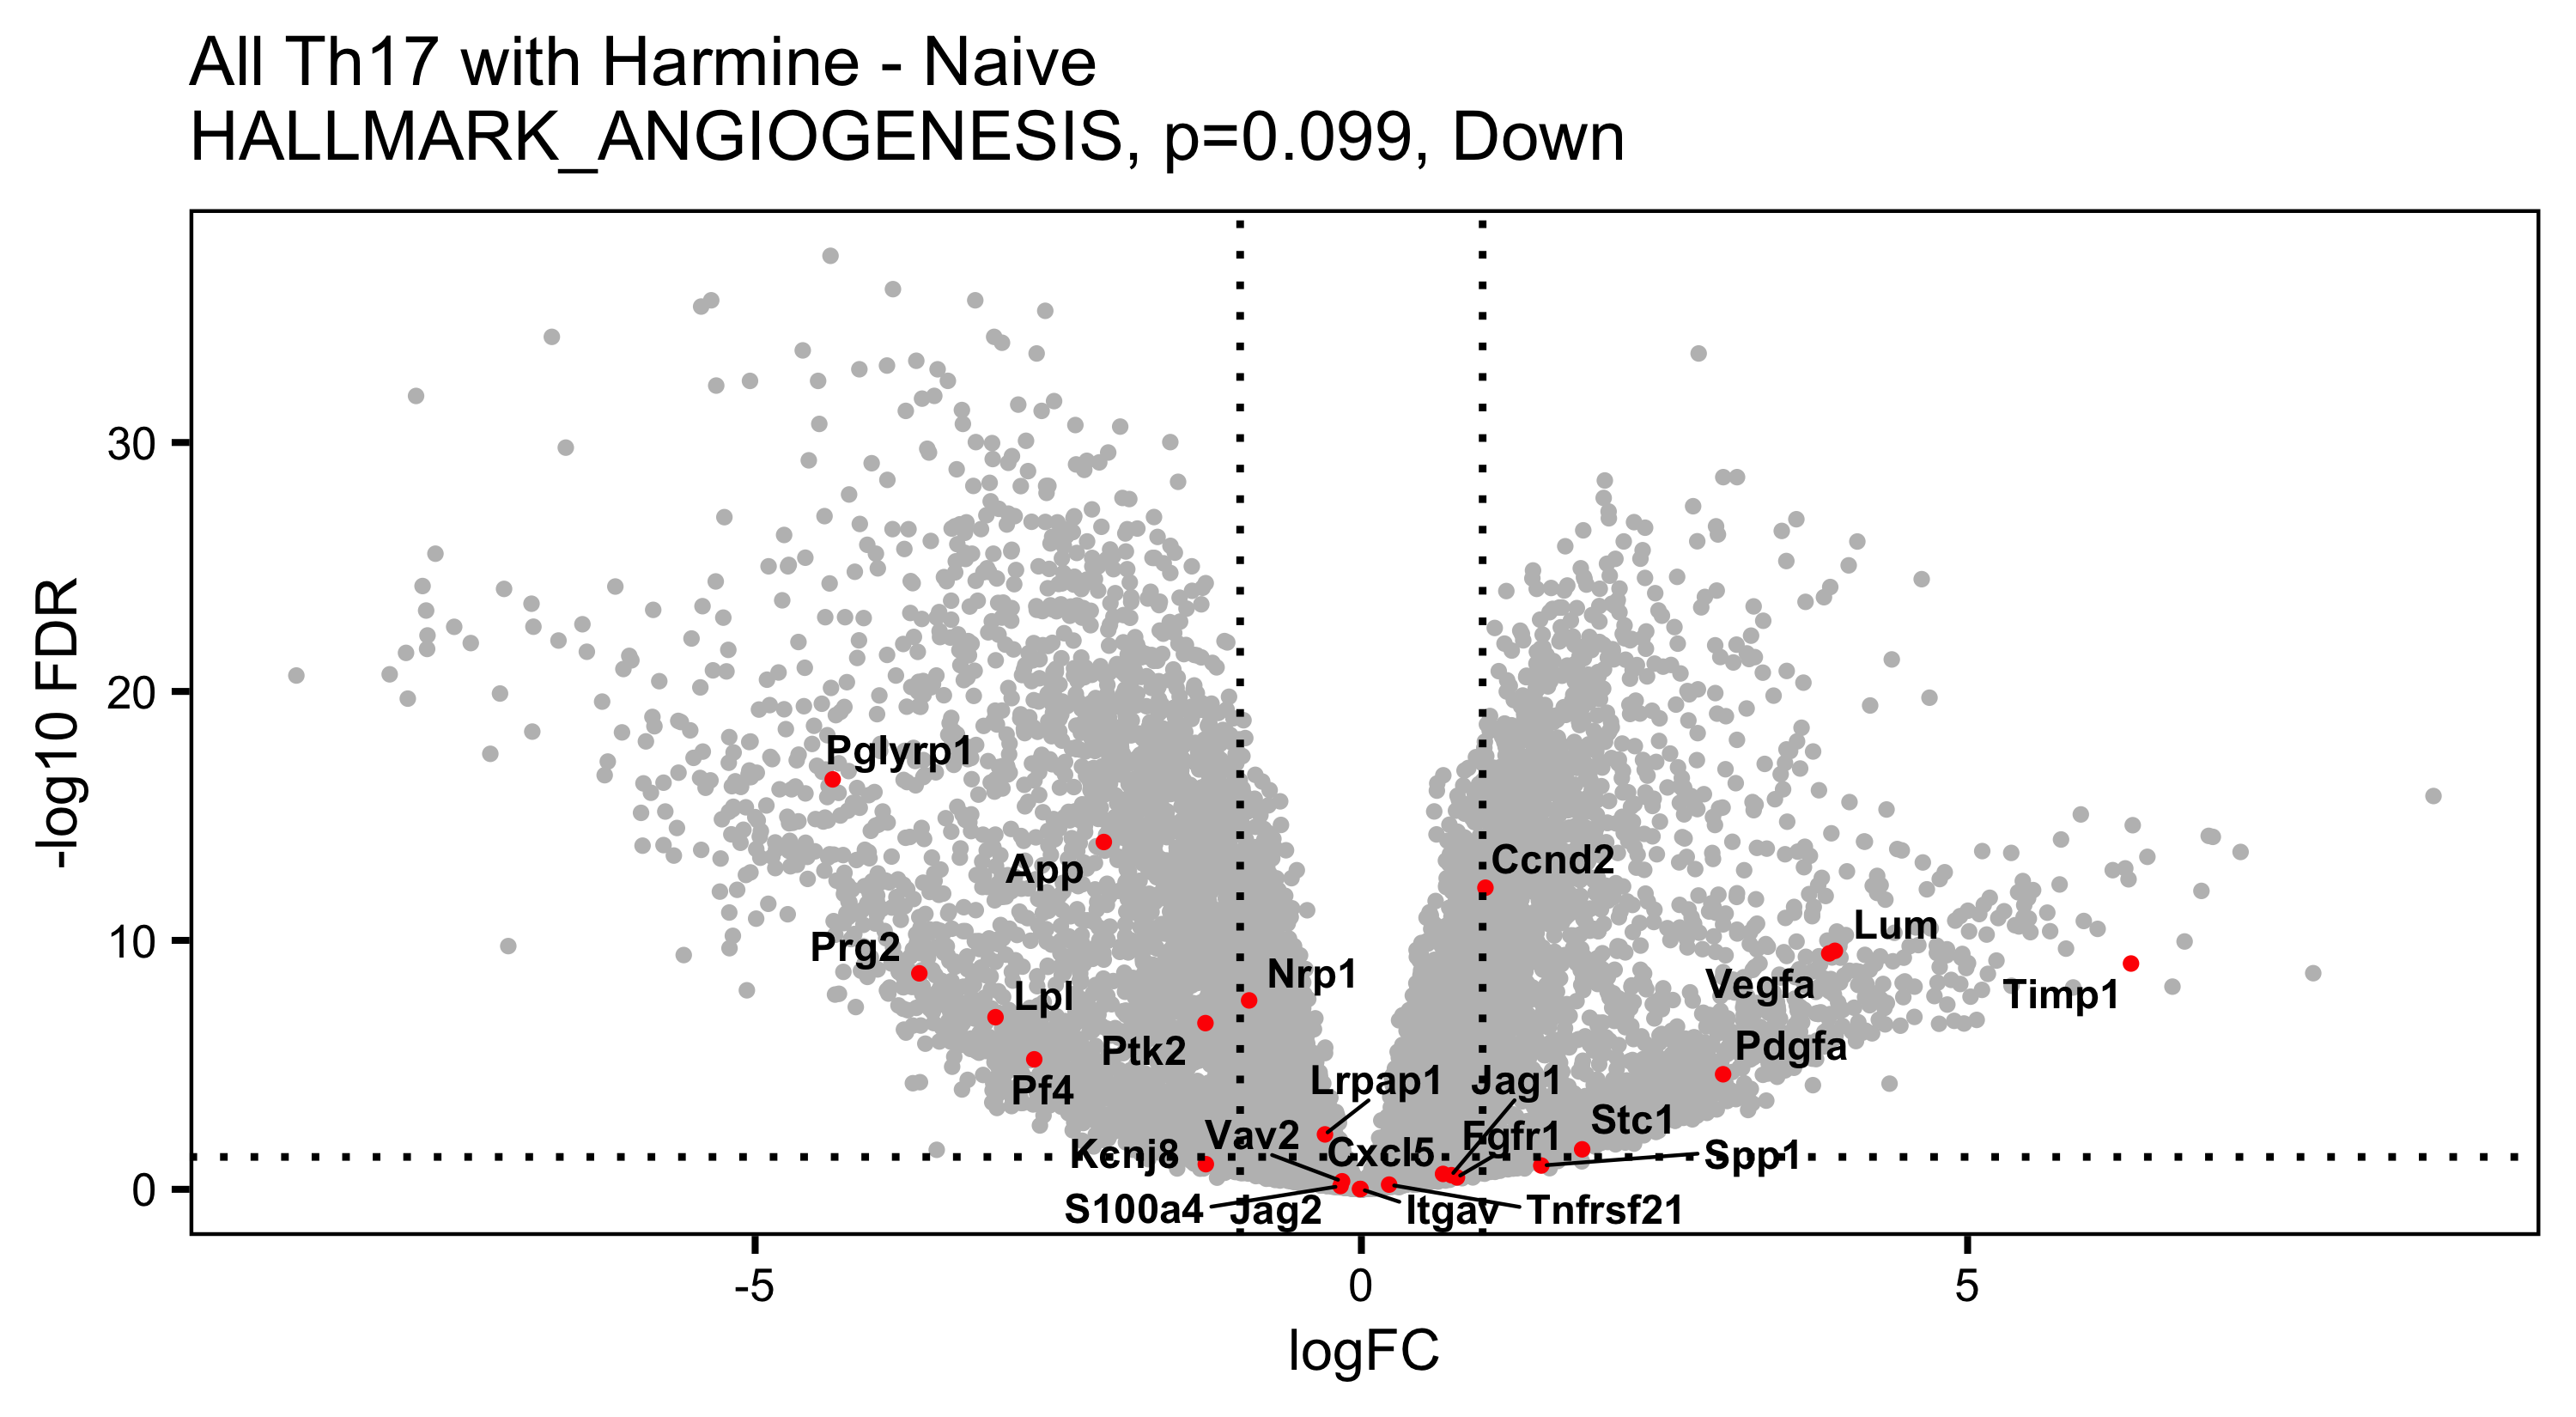 All Th17 with Harmine - Naive
HALLMARK_ANGIOGENESIS, p=0.099, Down
-log10 FDR
30
20
10
0
Pglyrp1
App
Ccnd2
Prg2
Lum
Nrp1
Vegfa
Lpl
Timp1
Ptk2
Pdgfa
Pf4
Lrpap1
Jag1
Stc1
Vav2
Fgfr1
Kcnj8
Cxcl5
Spp1
S100a4
Jag2
Itgav
Tnfrsf21
-5
0
5
logFC